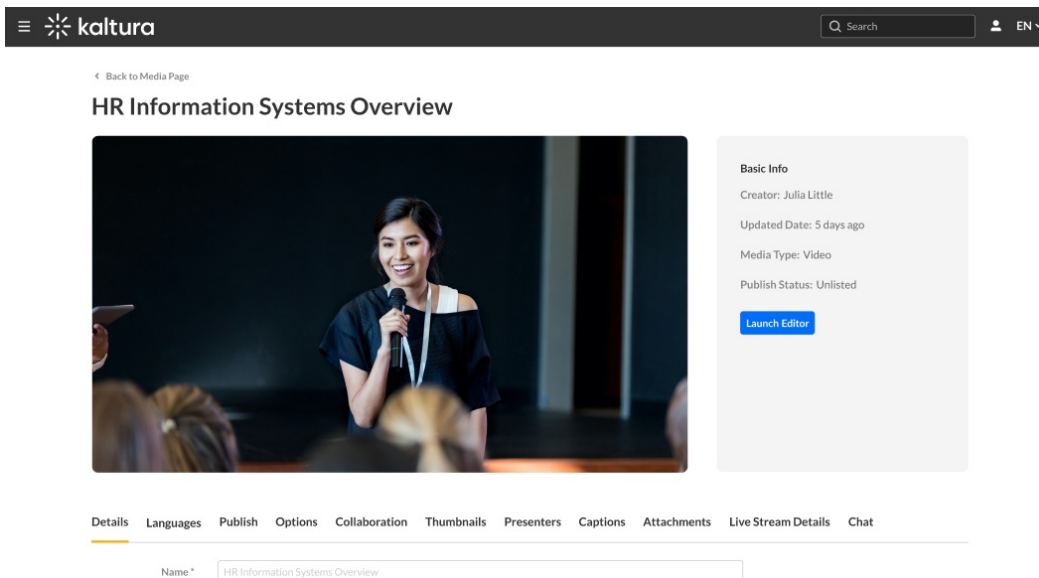 kaltura
Search
EN
Back to Media Page
HR Information Systems Overview
Basic Info
Creator: Julia Little
Updated Date: 5 days ago
Media Type: Video
Publish Status: Unlisted
Launch Editor
Details Languages Publish Options Collaboration Thumbnails Presenters Captions Attachments Live Stream Details Chat
Name * HR Information Systems Overview